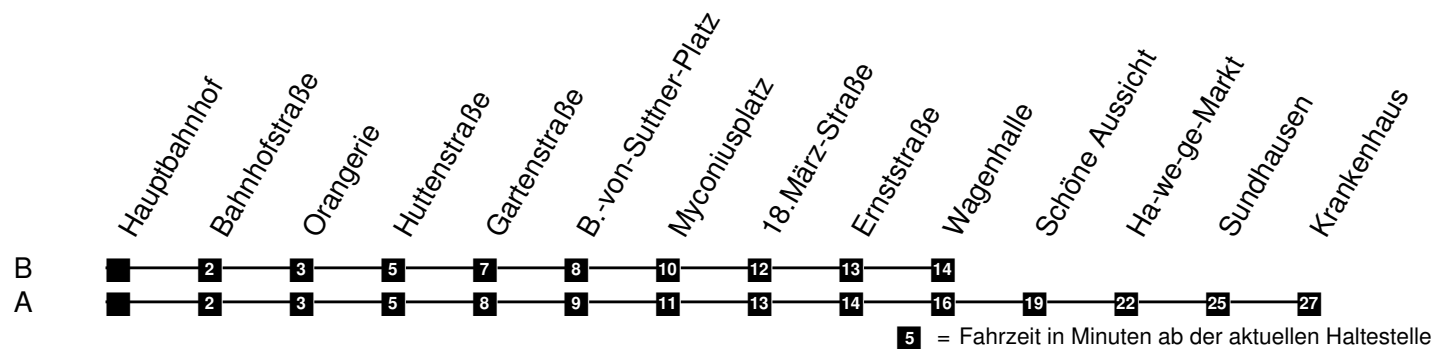 Hauptbahnhof
Bahnhofstraße
Orangerie
Huttenstraße
Gartenstraße
B.-von-Suttner-Platz
Myconiusplatz
18.März-Straße
Ernststraße
Wagenhalle
Schöne Aussicht
Ha-we-ge-Markt
Sundhausen
Krankenhaus
B 2 3 5 7 8 10 12 13 14
A 2 3 5 8 9 11 13 14 16 19 22 25 27
5 = Fahrzeit in Minuten ab der aktuellen Haltestelle